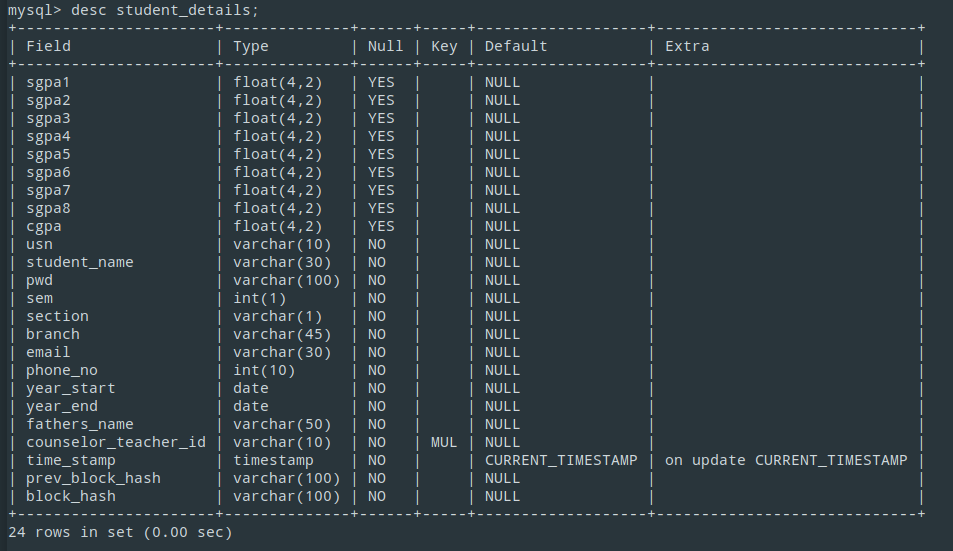 mysql> desc student_details;
+----------------------+--------------+------+-----+-------------------+-----------------------------+
| Field                | Type         | Null | Key | Default           | Extra                       |
+----------------------+--------------+------+-----+-------------------+-----------------------------+
| sgpa1                | float(4,2)   | YES  |     | NULL              |                             |
| sgpa2                | float(4,2)   | YES  |     | NULL              |                             |
| sgpa3                | float(4,2)   | YES  |     | NULL              |                             |
| sgpa4                | float(4,2)   | YES  |     | NULL              |                             |
| sgpa5                | float(4,2)   | YES  |     | NULL              |                             |
| sgpa6                | float(4,2)   | YES  |     | NULL              |                             |
| sgpa7                | float(4,2)   | YES  |     | NULL              |                             |
| sgpa8                | float(4,2)   | YES  |     | NULL              |                             |
| cgpa                 | float(4,2)   | YES  |     | NULL              |                             |
| usn                  | varchar(10)  | NO   |     | NULL              |                             |
| student_name         | varchar(30)  | NO   |     | NULL              |                             |
| pwd                  | varchar(100) | NO   |     | NULL              |                             |
| sem                  | int(1)       | NO   |     | NULL              |                             |
| section              | varchar(1)   | NO   |     | NULL              |                             |
| branch               | varchar(45)  | NO   |     | NULL              |                             |
| email                | varchar(30)  | NO   |     | NULL              |                             |
| phone_no             | int(10)      | NO   |     | NULL              |                             |
| year_start           | date         | NO   |     | NULL              |                             |
| year_end             | date         | NO   |     | NULL              |                             |
| fathers_name         | varchar(50)  | NO   |     | NULL              |                             |
| counselor_teacher_id | varchar(10)  | NO   | MUL | NULL              |                             |
| time_stamp           | timestamp    | NO   |     | CURRENT_TIMESTAMP | on update CURRENT_TIMESTAMP |
| prev_block_hash      | varchar(100) | NO   |     | NULL              |                             |
| block_hash           | varchar(100) | NO   |     | NULL              |                             |
+----------------------+--------------+------+-----+-------------------+-----------------------------+
24 rows in set (0.00 sec)